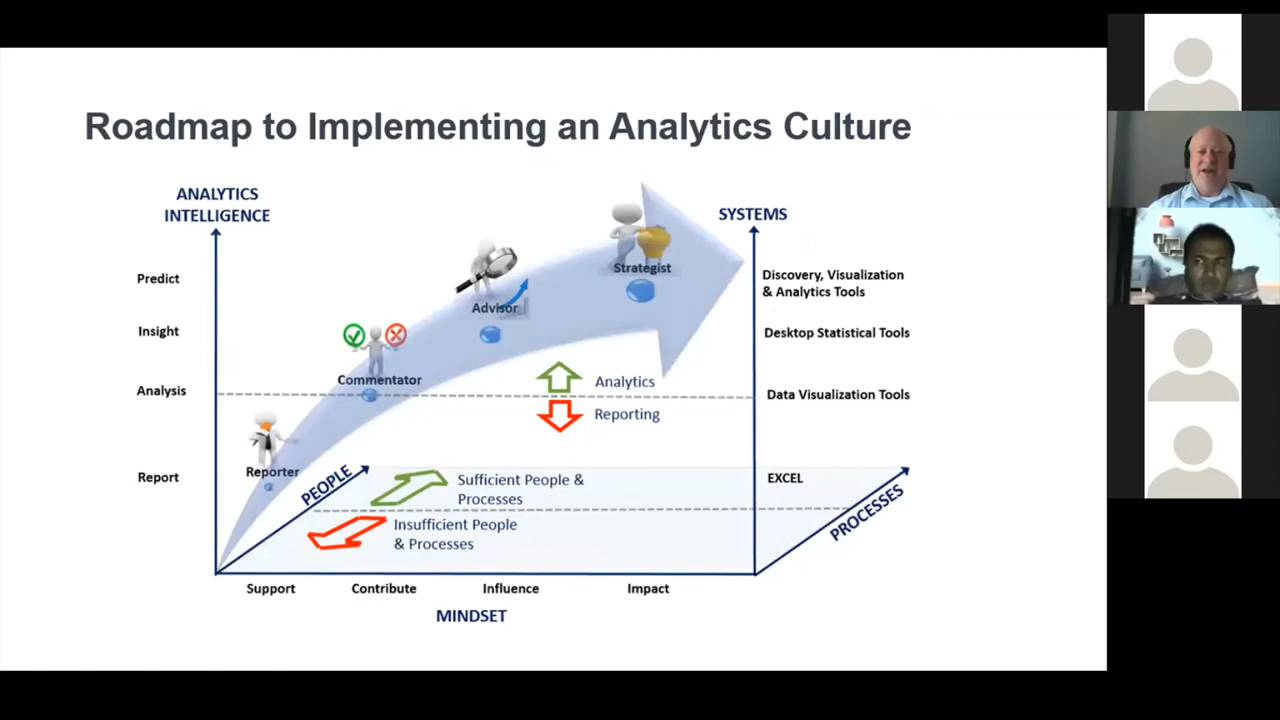 Roadmap to Implementing an Analytics Culture
ANALYTICS
INTELLIGENCE
SYSTEMS
Predict
Strategist
Discovery, Visualization
& Analytics Tools
Advisor
Insight
Desktop Statistical Tools
Commentator
Analytics
Analysis
Data Visualization Tools
Reporting
Reporter
Report
PEOPLE
Sufficient People &
Processes
EXCEL
PROCESSES
Insufficient People
& Processes
Support
Contribute
Influence
Impact
MINDSET